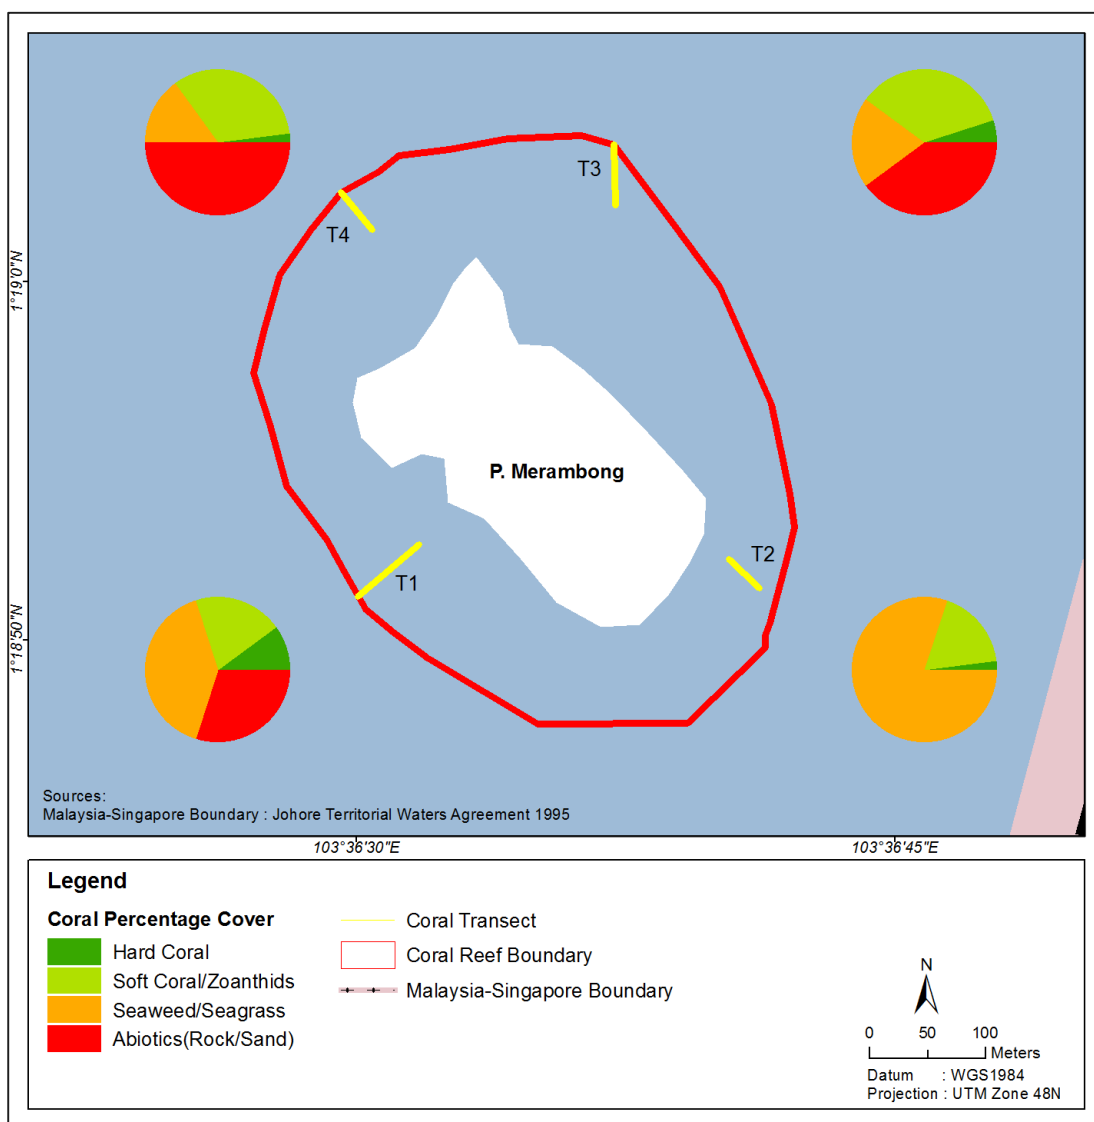 T3
T4
1°19'0"N
P. Merambong
T2
T1
1°18'50"N
Sources:
Malaysia-Singapore Boundary : Johore Territorial Waters Agreement 1995
103°36'30"E
103°36'45"E
Legend
Coral Percentage Cover
Hard Coral
Soft Coral/Zoanthids
Seaweed/Seagrass
Abiotics(Rock/Sand)
Coral Transect
Coral Reef Boundary
Malaysia-Singapore Boundary
N
0 50 100
Meters
Datum : WGS1984
Projection : UTM Zone 48N